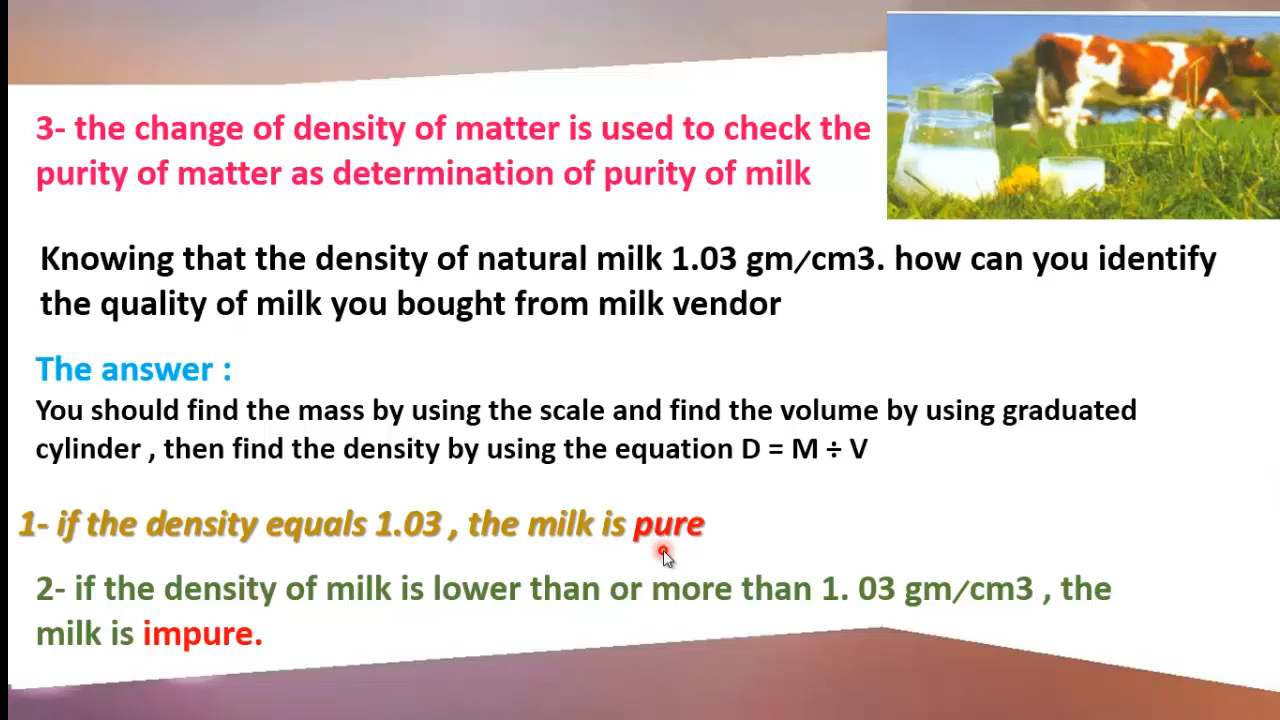 3- the change of density of matter is used to check the
purity of matter as determination of purity of milk
Knowing that the density of natural milk 1.03 gm/cm3. how can you identify
the quality of milk you bought from milk vendor
The answer :
You should find the mass by using the scale and find the volume by using graduated
cylinder , then find the density by using the equation D = M ÷ V
1- if the density equals 1.03 , the milk is pure
2- if the density of milk is lower than or more than 1. 03 gm/cm3 , the
milk is impure.